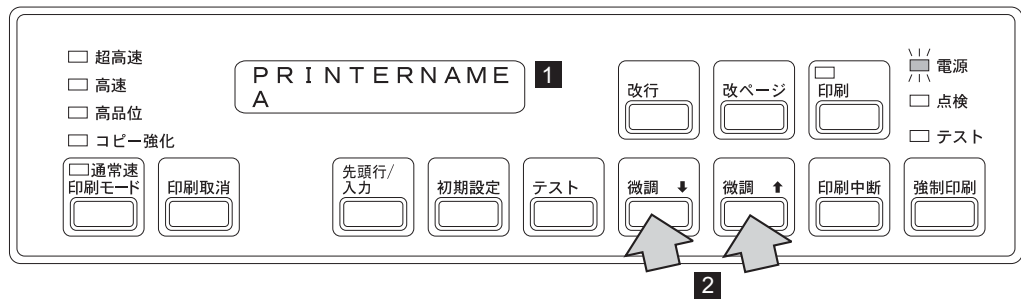 超高速
高速
高品位
コピー強化
通常速
印刷モード
印刷取消
PRINTERNAME
A
1
先頭行/
入力
初期設定
テスト
改行
改ページ
印刷
微調 ⬇
微調 ⬆
印刷中断
強制印刷
電源
点検
テスト
2